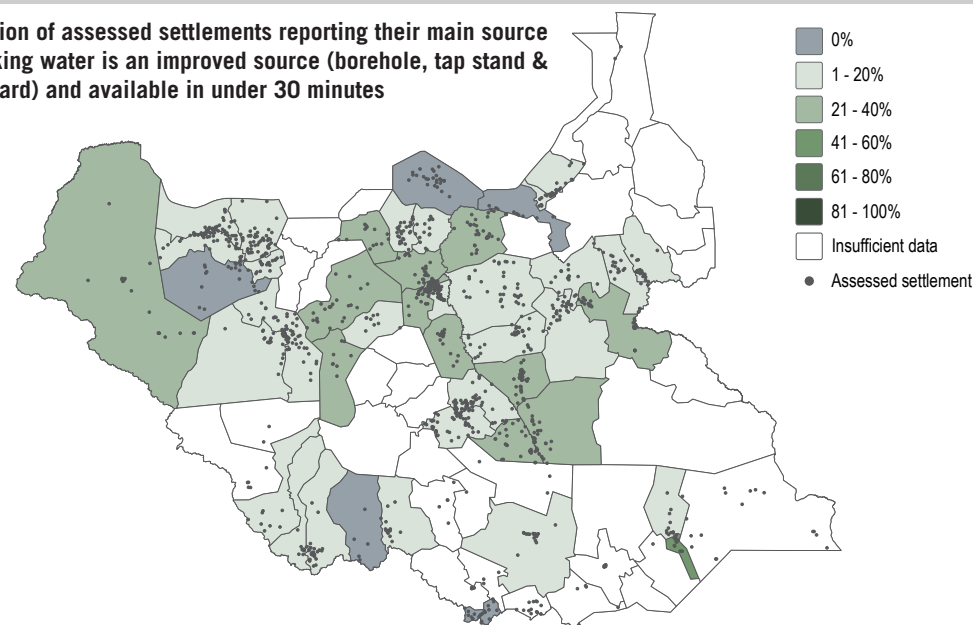 ion of assessed settlements reporting their main source
king water is an improved source (borehole, tap stand &
ard) and available in under 30 minutes
0%
1 - 20%
21 - 40%
41 - 60%
61 - 80%
81 - 100%
Insufficient data
Assessed settlement